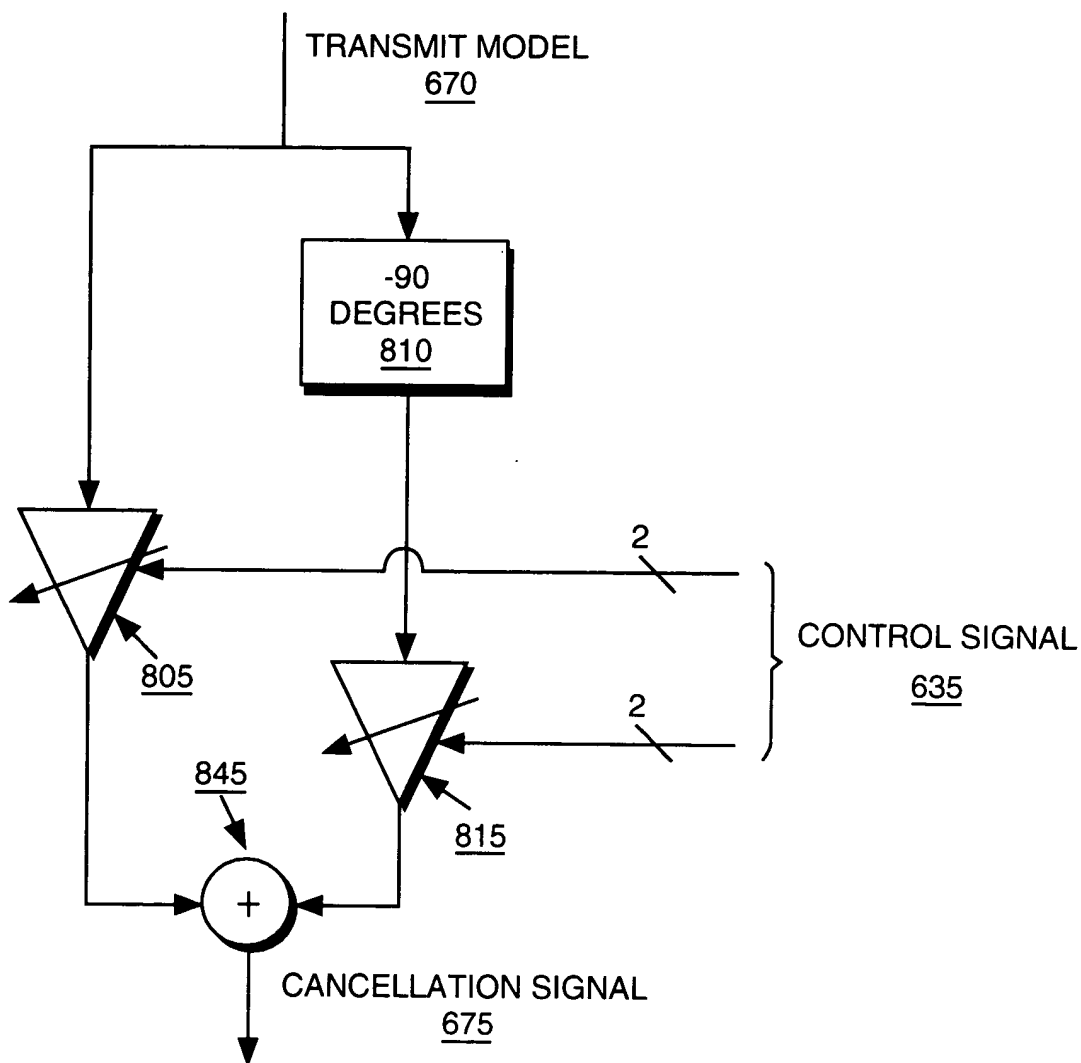 TRANSMIT MODEL
670
-90
DEGREES
810
2
805
CONTROL SIGNAL
635
2
845
815
+
CANCELLATION SIGNAL
675